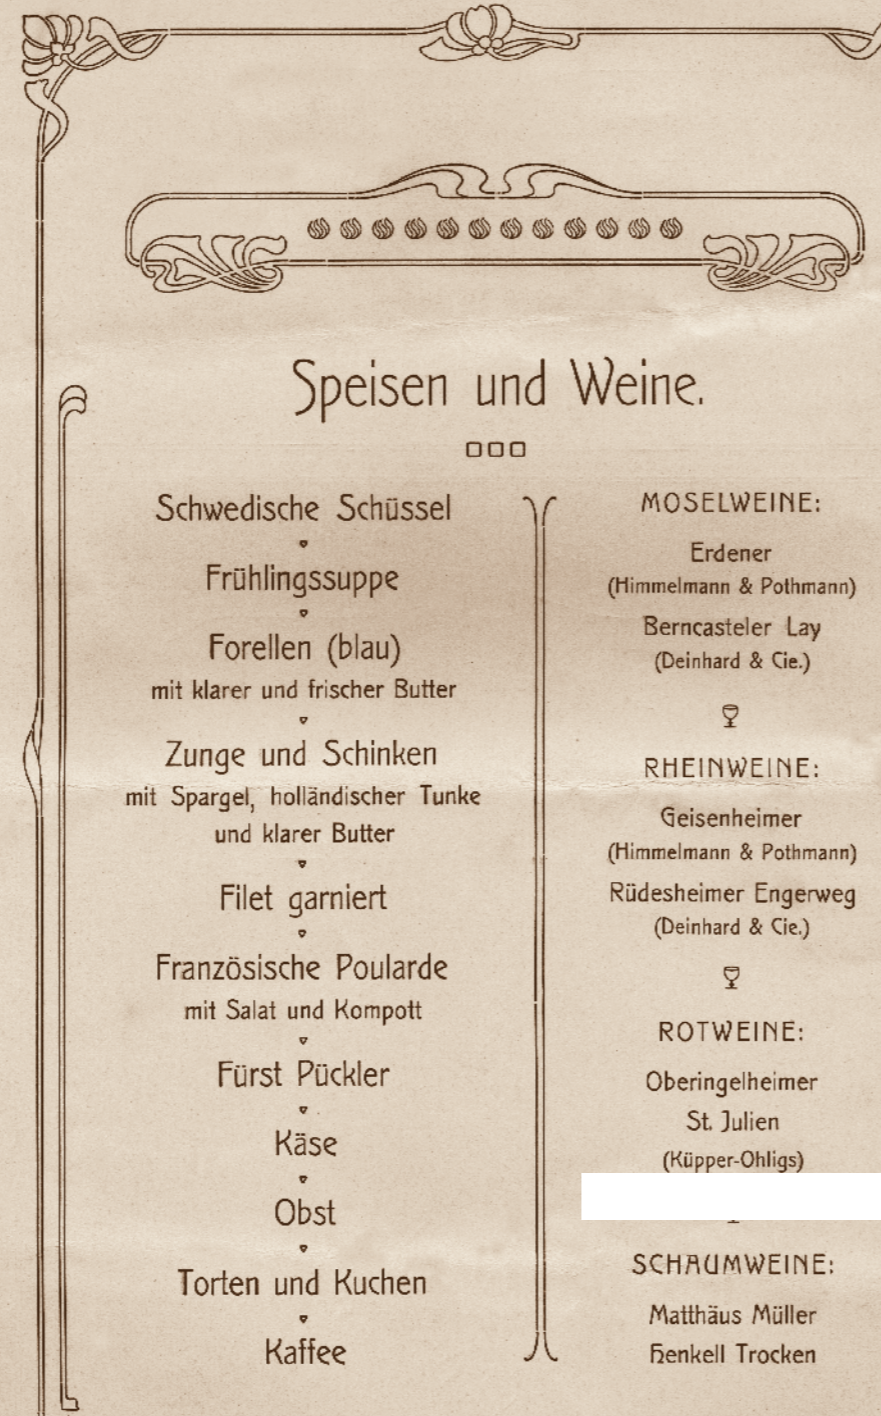 Speisen und Weine.
Schwedische Schüssel
Frühlingssuppe
Forellen (blau)
mit klarer und frischer Butter
Zunge und Schinken
mit Spargel, holländischer Tunke
und klarer Butter
Filet garniert
Französische Poularde
mit Salat und Kompott
Fürst Pückler
Käse
Obst
Torten und Kuchen
Kaffee
MOSELWEINE:
Erdener
(Himmelmann & Pothmann)
Berncasteler Lay
(Deinhard & Cie.)
RHEINWEINE:
Geisenheimer
(Himmelmann & Pothmann)
Rüdesheimer Engerweg
(Deinhard & Cie.)
ROTWEINE:
Oberingelheimer
St. Julien
(Küpper-Ohligs)
SCHAUMWEINE:
Matthäus Müller
Henkell Trocken